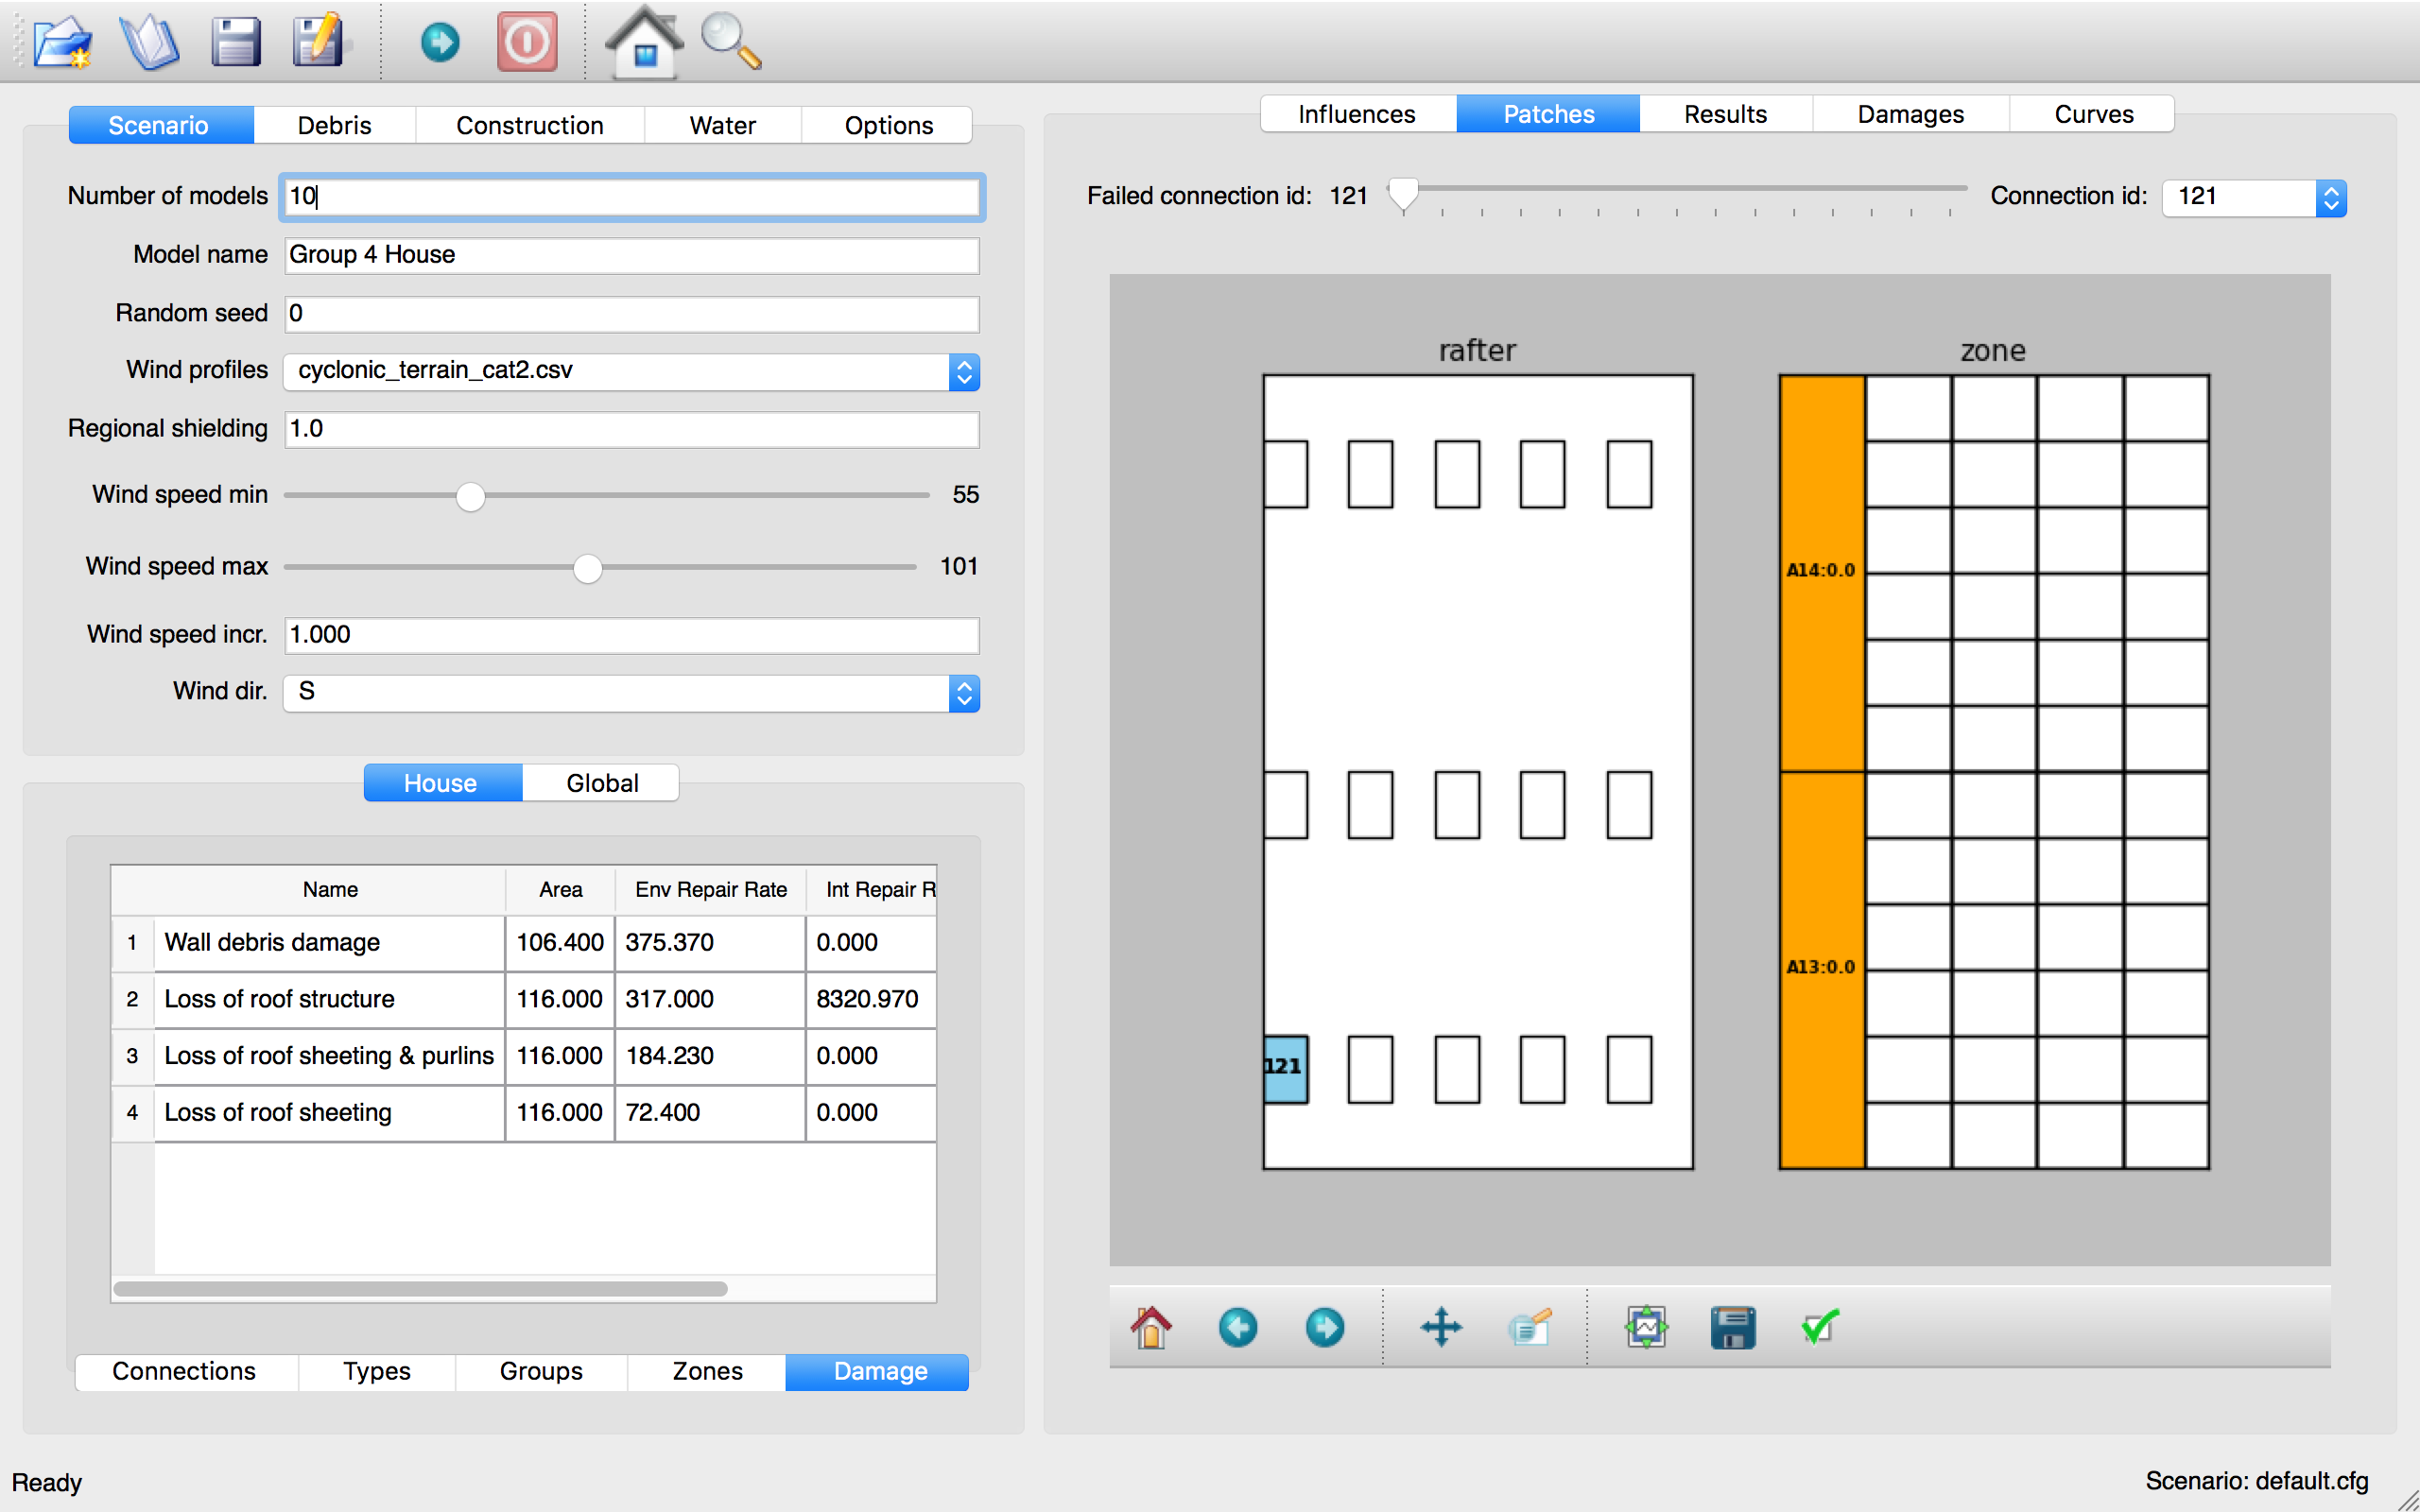 Scenario Debris Construction Water Options
Number of models 10
Model name Group 4 House
Random seed 0
Wind profiles cyclonic_terrain_cat2.csv
Regional shielding 1.0
Wind speed min 55
Wind speed max 101
Wind speed incr. 1.000
Wind dir. S
House Global
Name Area Env Repair Rate Int Repair R
1 Wall debris damage 106.400 375.370 0.000
2 Loss of roof structure 116.000 317.000 8320.970
3 Loss of roof sheeting & purlins 116.000 184.230 0.000
4 Loss of roof sheeting 116.000 72.400 0.000
Connections Types Groups Zones Damage
Influences Patches Results Damages Curves
Failed connection id: 121 Connection id: 121
rafter zone
A14:0.0
A13:0.0
121
Ready Scenario: default.cfg